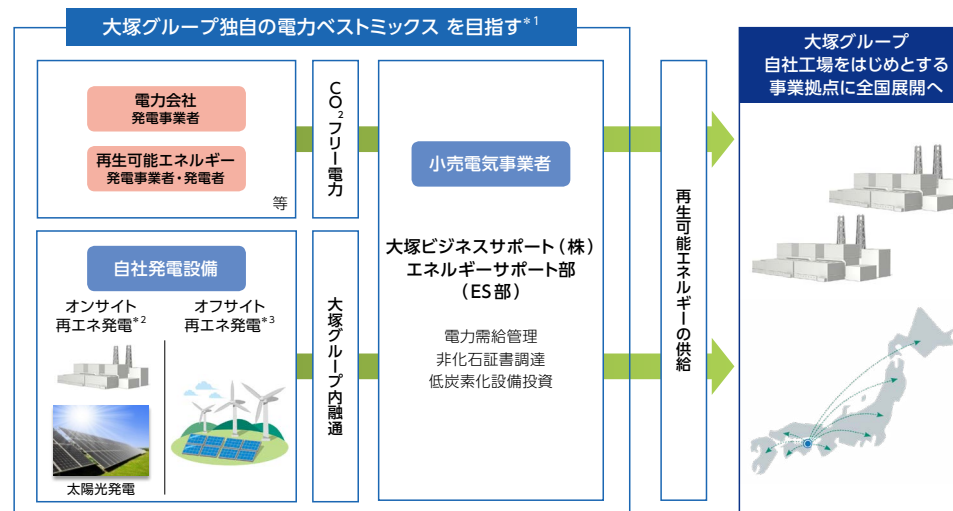 大塚グループ独自の電力ベストミックス を目指す*1
電力会社
発電事業者
再生可能エネルギー
発電事業者・発電者
等
CO2フリー電力
自社発電設備
オンサイト
再エネ発電*2
オフサイト
再エネ発電*3
太陽光発電
大塚グループ内融通
小売電気事業者
大塚ビジネスサポート(株)
エネルギーサポート部
(ES部)
電力需給管理
非化石証書調達
低炭素化設備投資
再生可能エネルギーの供給
大塚グループ
自社工場をはじめとする
事業拠点に全国展開へ